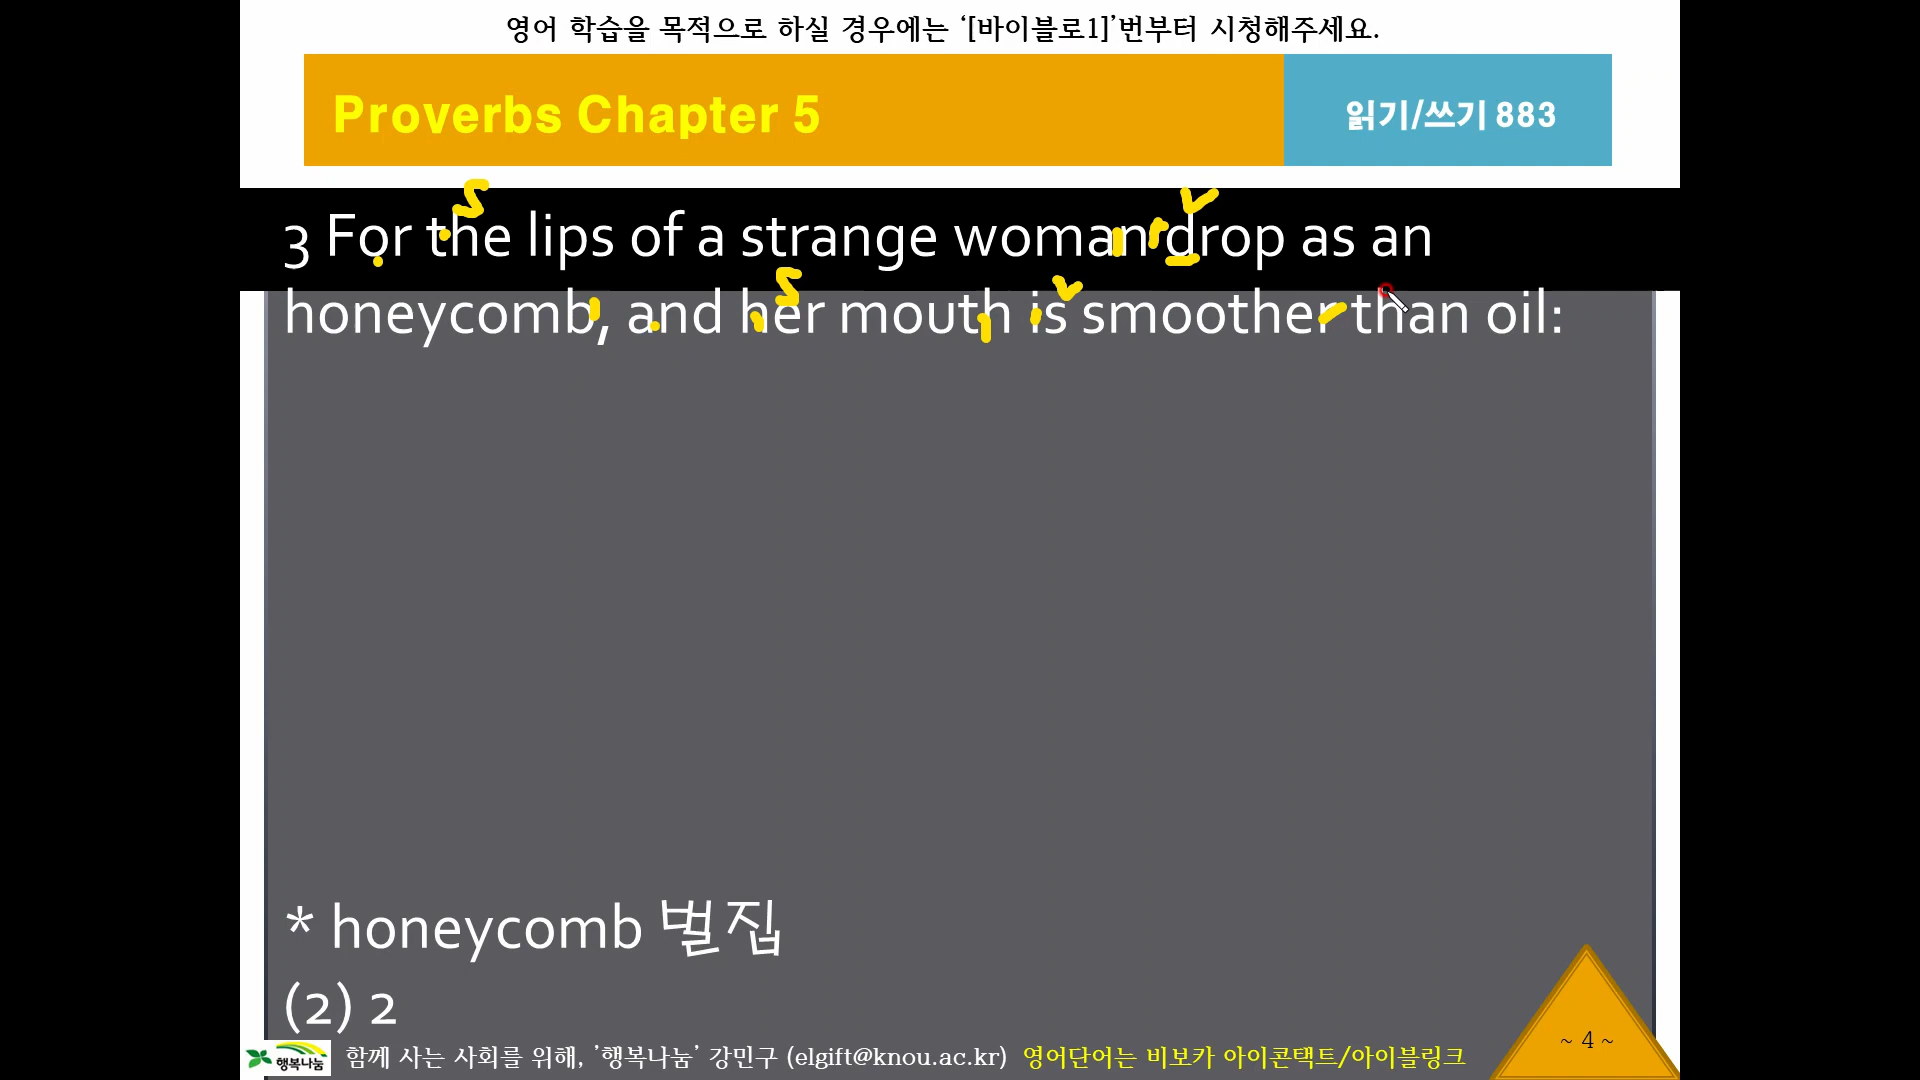 영어 학습을 목적으로 하실 경우에는 ‘[바이블로1]’번부터 시청해주세요.
Proverbs Chapter 5
읽기/쓰기 883
s v
3 For the lips of a strange woman drop as an
s v
honeycomb, and her mouth is smoother than oil:
* honeycomb 벌집
(2) 2
~ 4 ~
행복나눔 함께 사는 사회를 위해, ’행복나눔’ 강민구 (elgift@knou.ac.kr) 영어단어는 비보카 아이콘택트/아이블링크